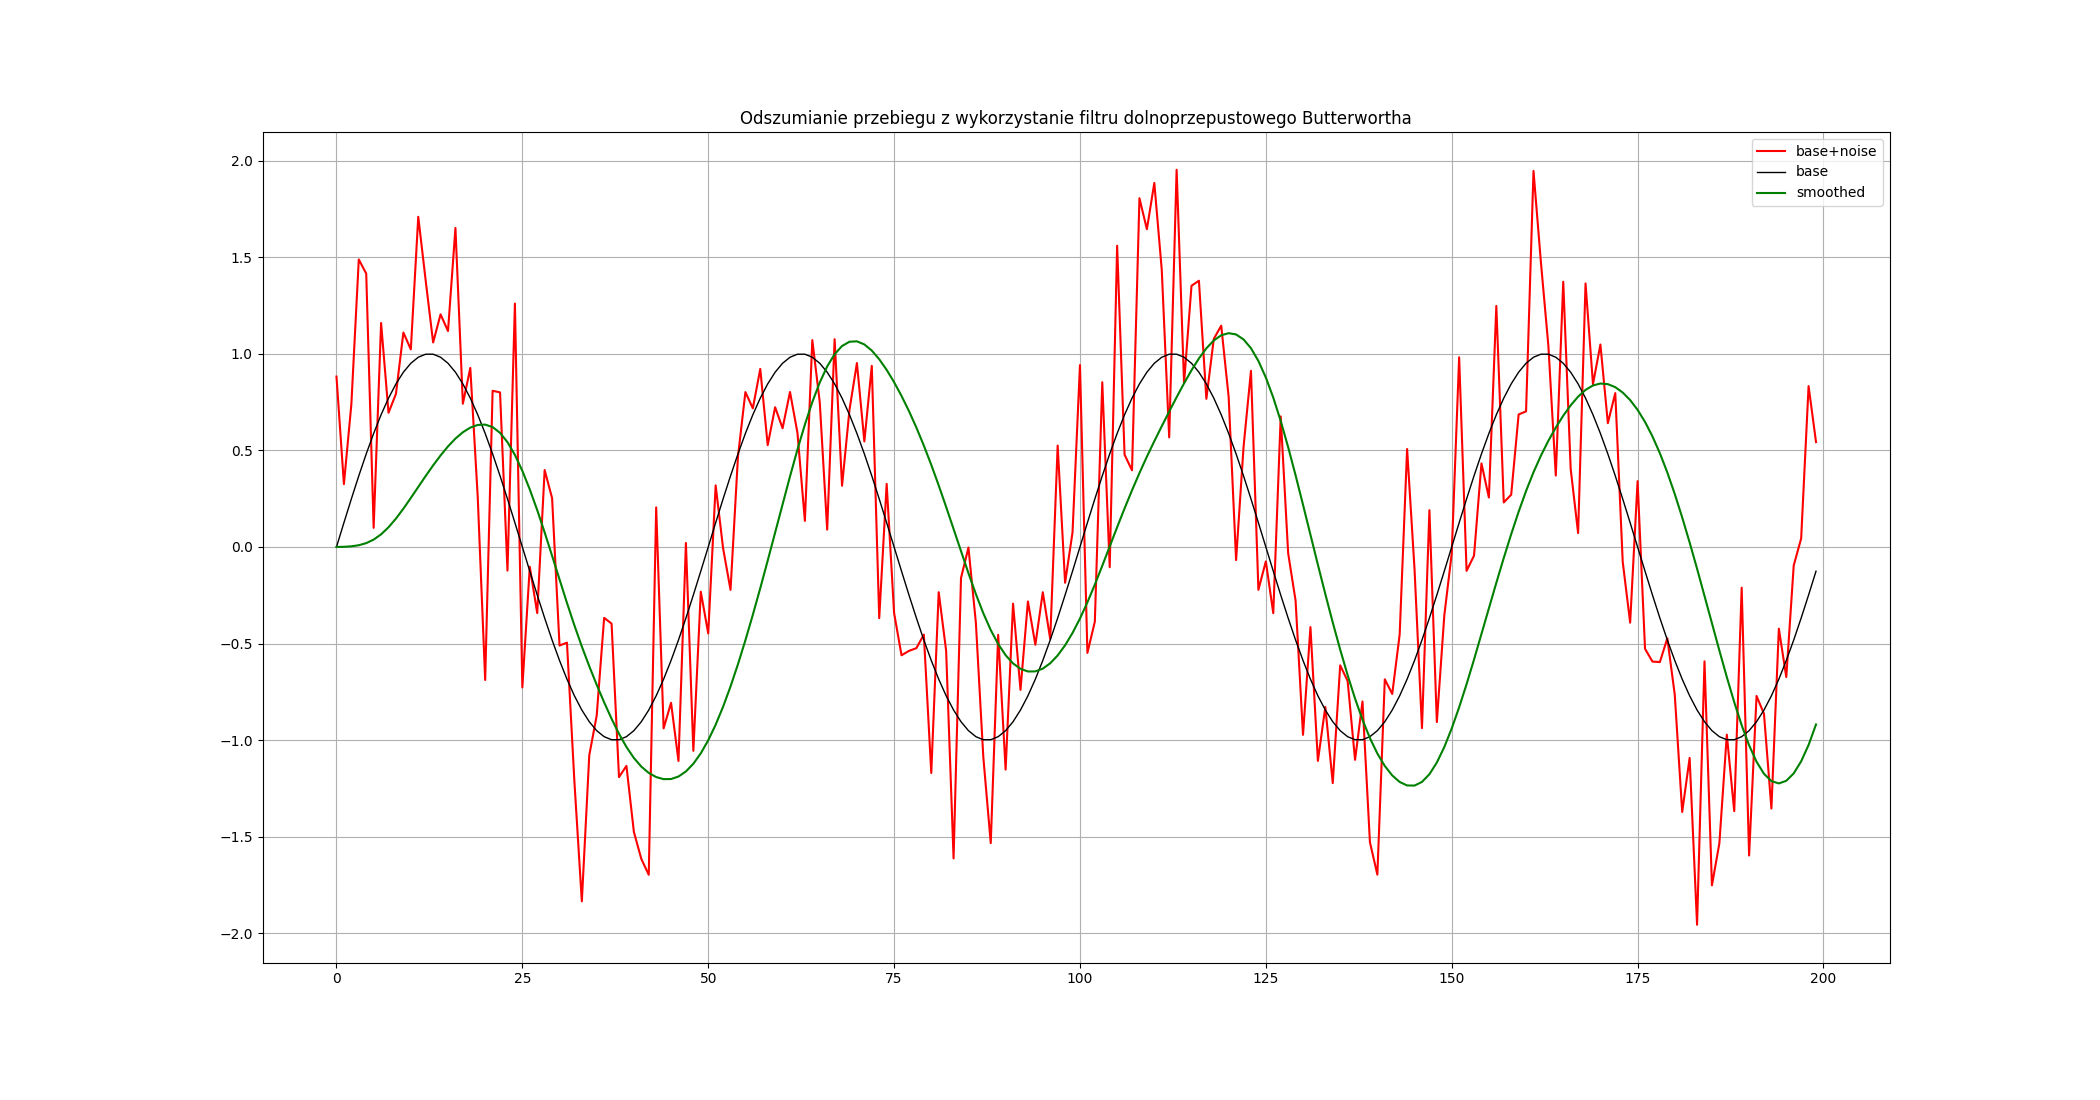 Odszumianie przebiegu z wykorzystanie filtru dolnoprzepustowego Butterwortha
base+noise
base
smoothed
2.0
1.5
1.0
0.5
0.0
−0.5
−1.0
−1.5
−2.0
0 25 50 75 100 125 150 175 200